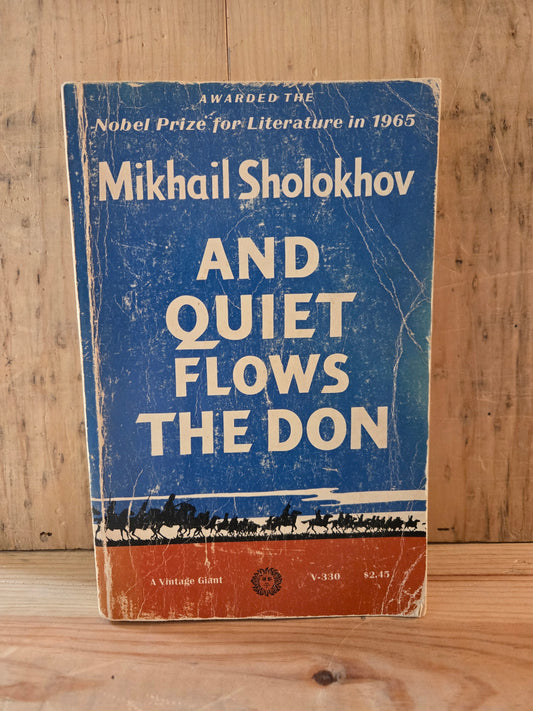 AWARDED THE
Nobel Prize for Literature in 1965
Mikhail Sholokhov
AND
QUIET
FLOWS
THE DON
A Vintage Giant V-330 $2.45